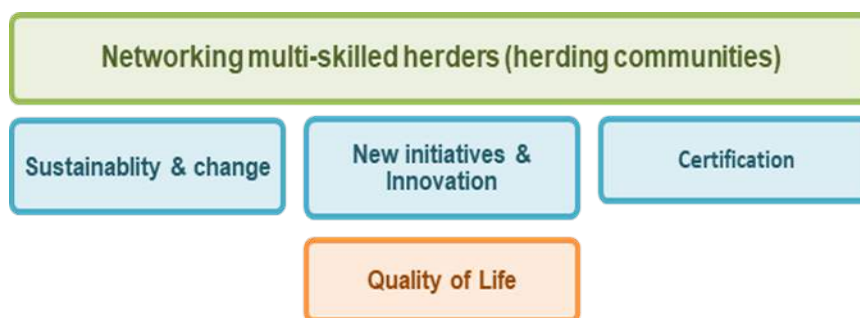 Networking multi-skilled herders (herding communities)
Sustainablity & change
New initiatives &
Innovation
Certification
Quality of Life